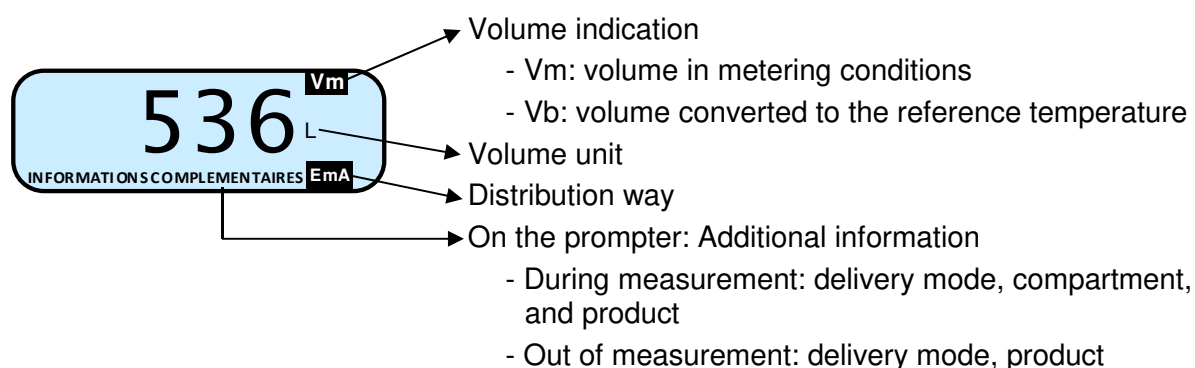 Volume indication
- Vm: volume in metering conditions
- Vb: volume converted to the reference temperature
Volume unit
Distribution way
On the prompter: Additional information
- During measurement: delivery mode, compartment,
and product
- Out of measurement: delivery mode, product
Vm
536 L
INFORMATIONS COMPLEMENTAIRES EmA